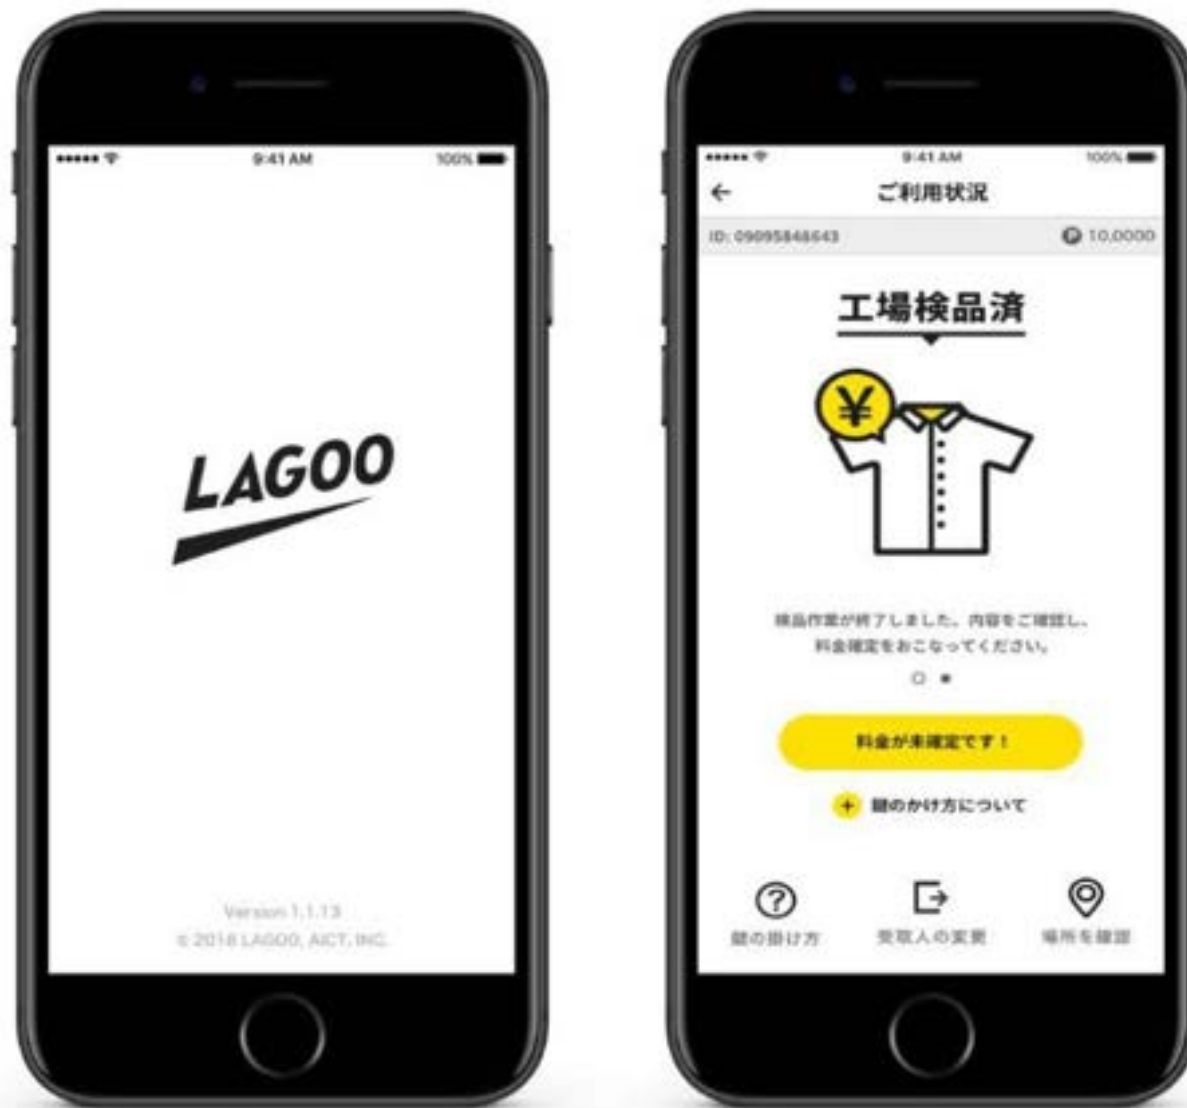 9:41 AM 100%
LAGOO
Version 1.1.13
© 2018 LAGOO, AICT, INC.
9:41 AM 100%
ご利用状況
ID: 09095848643 P 10,0000
工場検品済
¥
検品作業が終了しました。内容をご確認し、
料金確定をおこなってください。
料金が未確定です！
+ 鍵のかけ方について
?
鍵の掛け方 受取人の変更 場所を確認